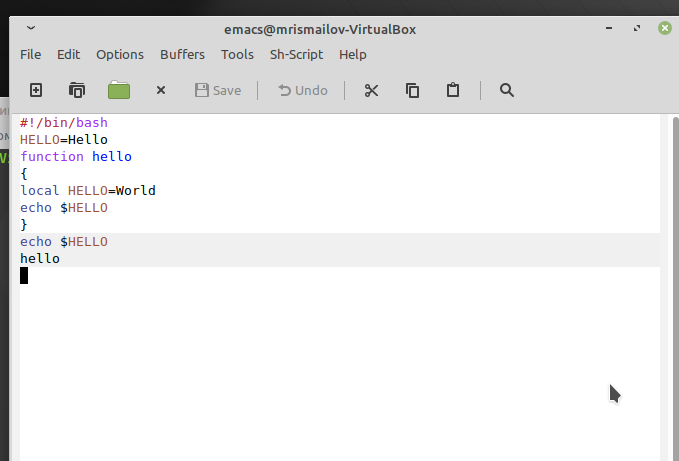 emacs@mrismailov-VirtualBox
File Edit Options Buffers Tools Sh-Script Help
Save Undo
#!/bin/bash
HELLO=Hello
function hello
{
local HELLO=World
echo $HELLO
}
echo $HELLO
hello